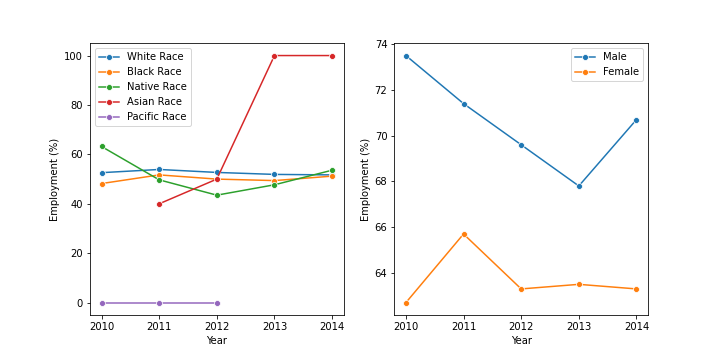 White Race
Black Race
Native Race
Asian Race
Pacific Race
100
80
60
40
20
0
Employment (%)
2010
2011
2012
2013
2014
Year
Male
Female
74
72
70
68
66
64
Employment (%)
2010
2011
2012
2013
2014
Year